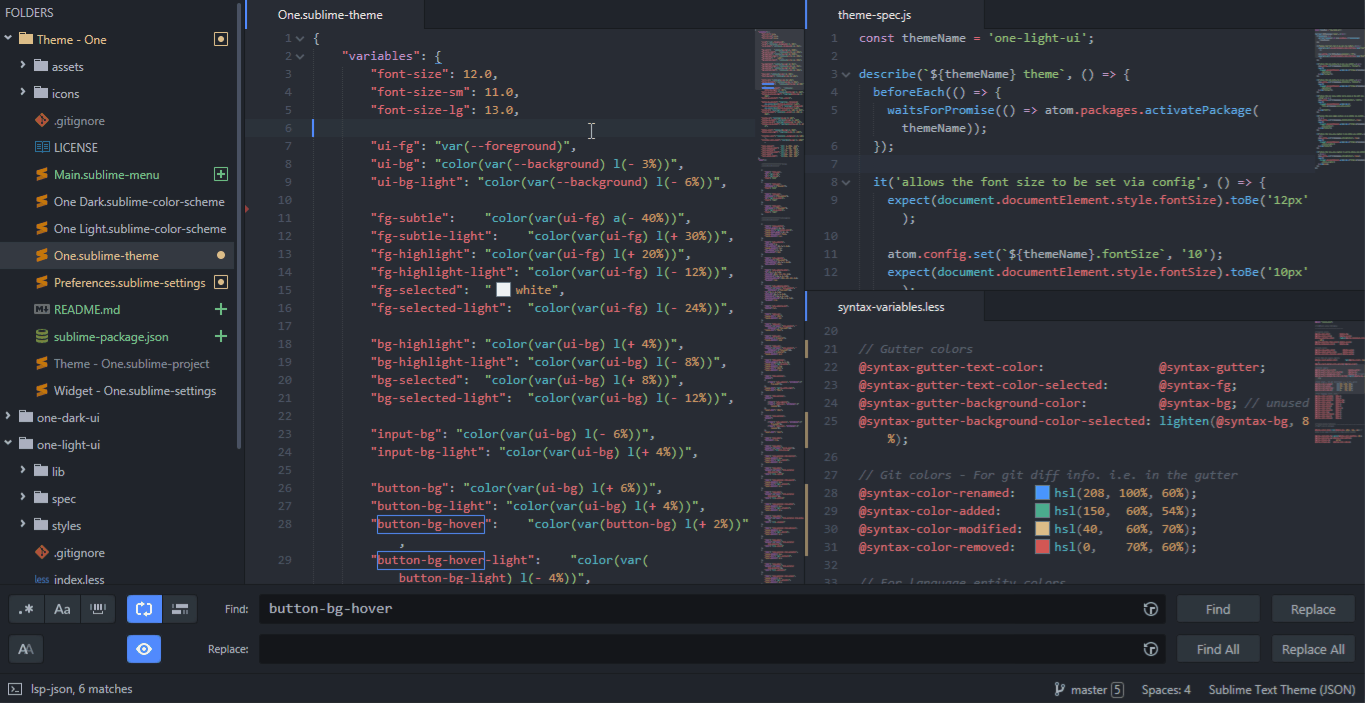 FOLDERS
Theme - One
assets
icons
.gitignore
LICENSE
Main.sublime-menu
One Dark.sublime-color-scheme
One Light.sublime-color-scheme
One.sublime-theme
Preferences.sublime-settings
README.md
sublime-package.json
Theme - One.sublime-project
Widget - One.sublime-settings
one-dark-ui
one-light-ui
lib
spec
styles
.gitignore
less index.less
One.sublime-theme
1 {
2 "variables": {
3 "font-size": 12.0,
4 "font-size-sm": 11.0,
5 "font-size-lg": 13.0,
6
7 "ui-fg": "var(--foreground)",
8 "ui-bg": "color(var(--background) l(- 3%))",
9 "ui-bg-light": "color(var(--background) l(- 6%))",
10
11 "fg-subtle": "color(var(ui-fg) a(- 40%))",
12 "fg-subtle-light": "color(var(ui-fg) l(+ 30%))",
13 "fg-highlight": "color(var(ui-fg) l(+ 20%))",
14 "fg-highlight-light": "color(var(ui-fg) l(- 12%))",
15 "fg-selected": "white",
16 "fg-selected-light": "color(var(ui-fg) l(- 24%))",
17
18 "bg-highlight": "color(var(ui-bg) l(+ 4%))",
19 "bg-highlight-light": "color(var(ui-bg) l(- 8%))",
20 "bg-selected": "color(var(ui-bg) l(+ 8%))",
21 "bg-selected-light": "color(var(ui-bg) l(- 12%))",
22
23 "input-bg": "color(var(ui-bg) l(- 6%))",
24 "input-bg-light": "color(var(ui-bg) l(+ 4%))",
25
26 "button-bg": "color(var(ui-bg) l(+ 6%))",
27 "button-bg-light": "color(var(ui-bg) l(+ 4%))",
28 "button-bg-hover": "color(var(button-bg) l(+ 2%))"
,
29 "button-bg-hover-light": "color(var(
button-bg-light) l(- 4%))",
theme-spec.js
1 const themeName = 'one-light-ui';
2
3 describe(`${themeName} theme`, () => {
4 beforeEach(() => {
5 waitsForPromise(() => atom.packages.activatePackage(
themeName));
6 });
7
8 it('allows the font size to be set via config', () => {
9 expect(document.documentElement.style.fontSize).toBe('12px'
);
10
11 atom.config.set(`${themeName}.fontSize`, '10');
12 expect(document.documentElement.style.fontSize).toBe('10px'
);
syntax-variables.less
20
21 // Gutter colors
22 @syntax-gutter-text-color: @syntax-gutter;
23 @syntax-gutter-text-color-selected: @syntax-fg;
24 @syntax-gutter-background-color: @syntax-bg; // unused
25 @syntax-gutter-background-color-selected: lighten(@syntax-bg, 8
%);
26
27 // Git colors - For git diff info. i.e. in the gutter
28 @syntax-color-renamed: hsl(208, 100%, 60%);
29 @syntax-color-added: hsl(150, 60%, 54%);
30 @syntax-color-modified: hsl(40, 60%, 70%);
31 @syntax-color-removed: hsl(0, 70%, 60%);
32
33 // For language entity colors
.* Aa Find: button-bg-hover Find Replace
AA Replace: Find All Replace All
lsp-json, 6 matches master 5 Spaces: 4 Sublime Text Theme (JSON)